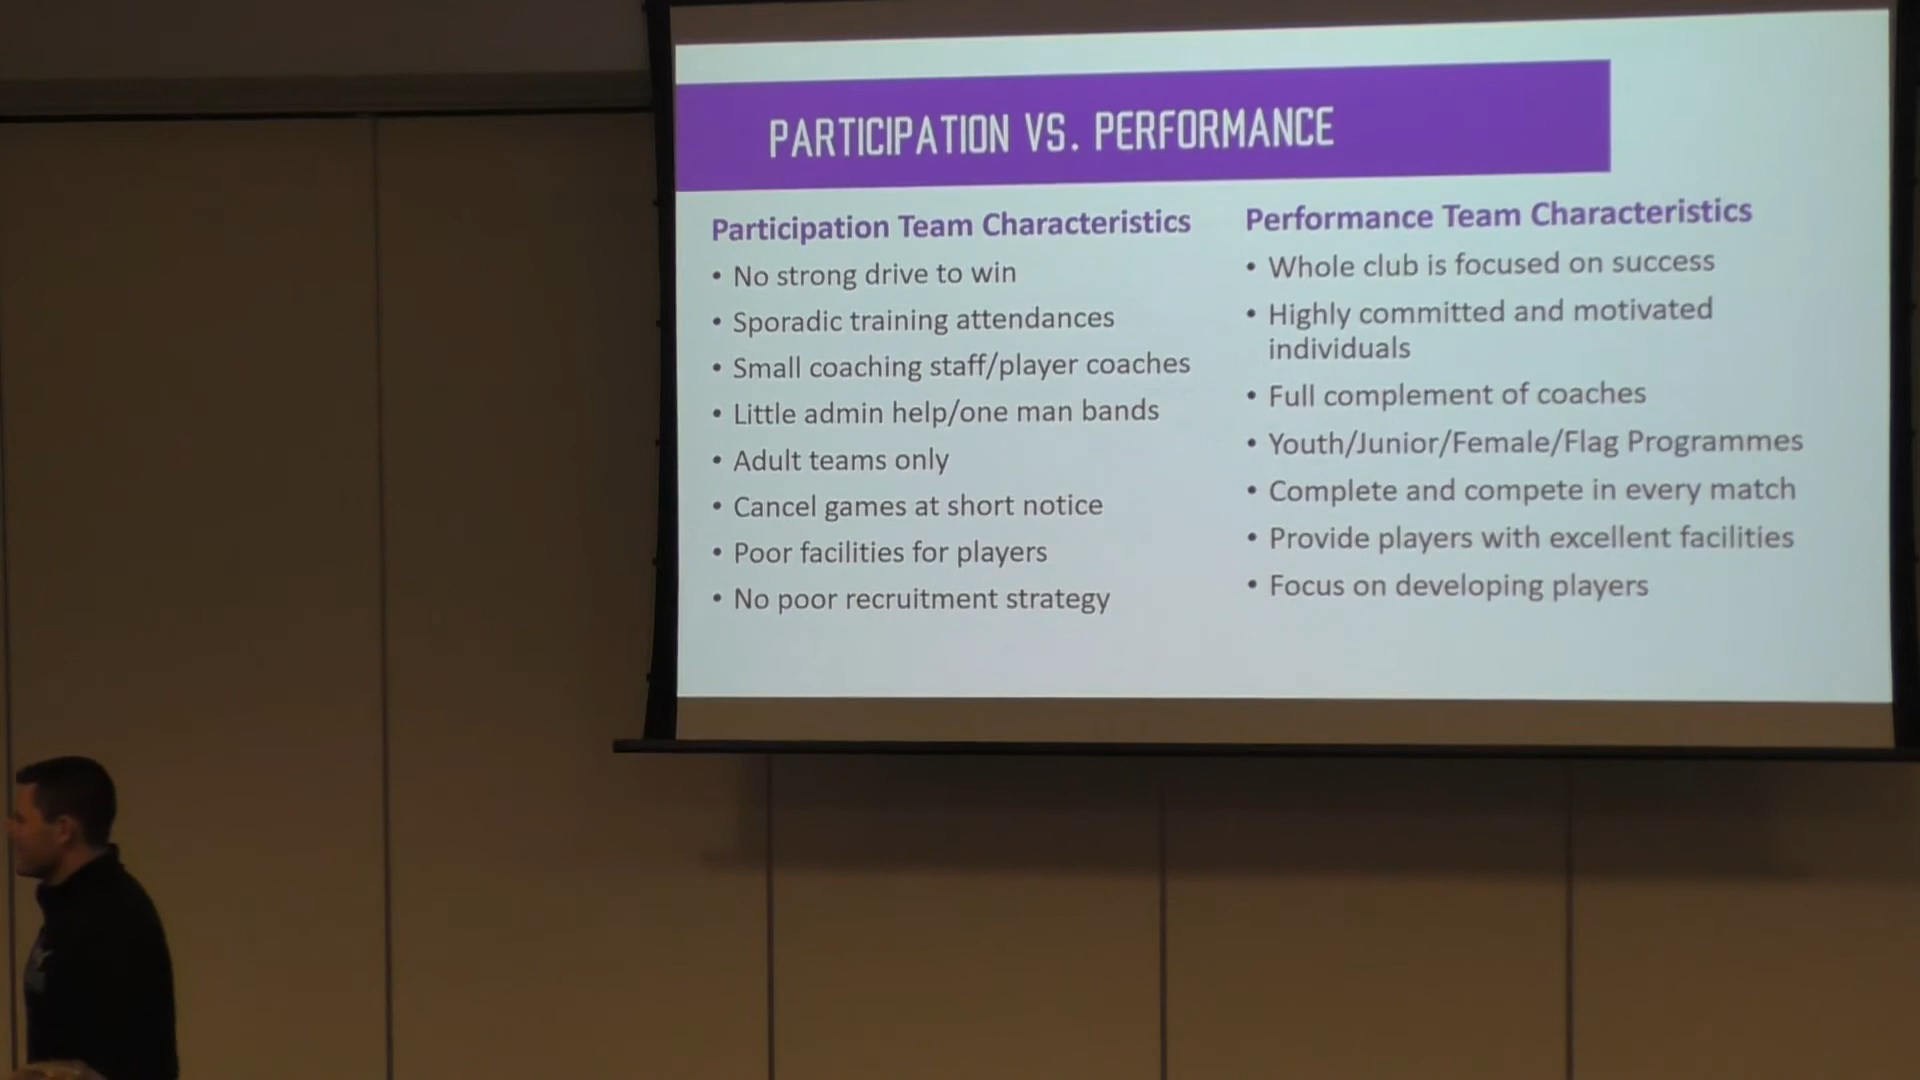 PARTICIPATION VS. PERFORMANCE
Participation Team Characteristics
• No strong drive to win
• Sporadic training attendances
• Small coaching staff/player coaches
• Little admin help/one man bands
• Adult teams only
• Cancel games at short notice
• Poor facilities for players
• No poor recruitment strategy
Performance Team Characteristics
• Whole club is focused on success
• Highly committed and motivated
individuals
• Full complement of coaches
• Youth/Junior/Female/Flag Programmes
• Complete and compete in every match
• Provide players with excellent facilities
• Focus on developing players